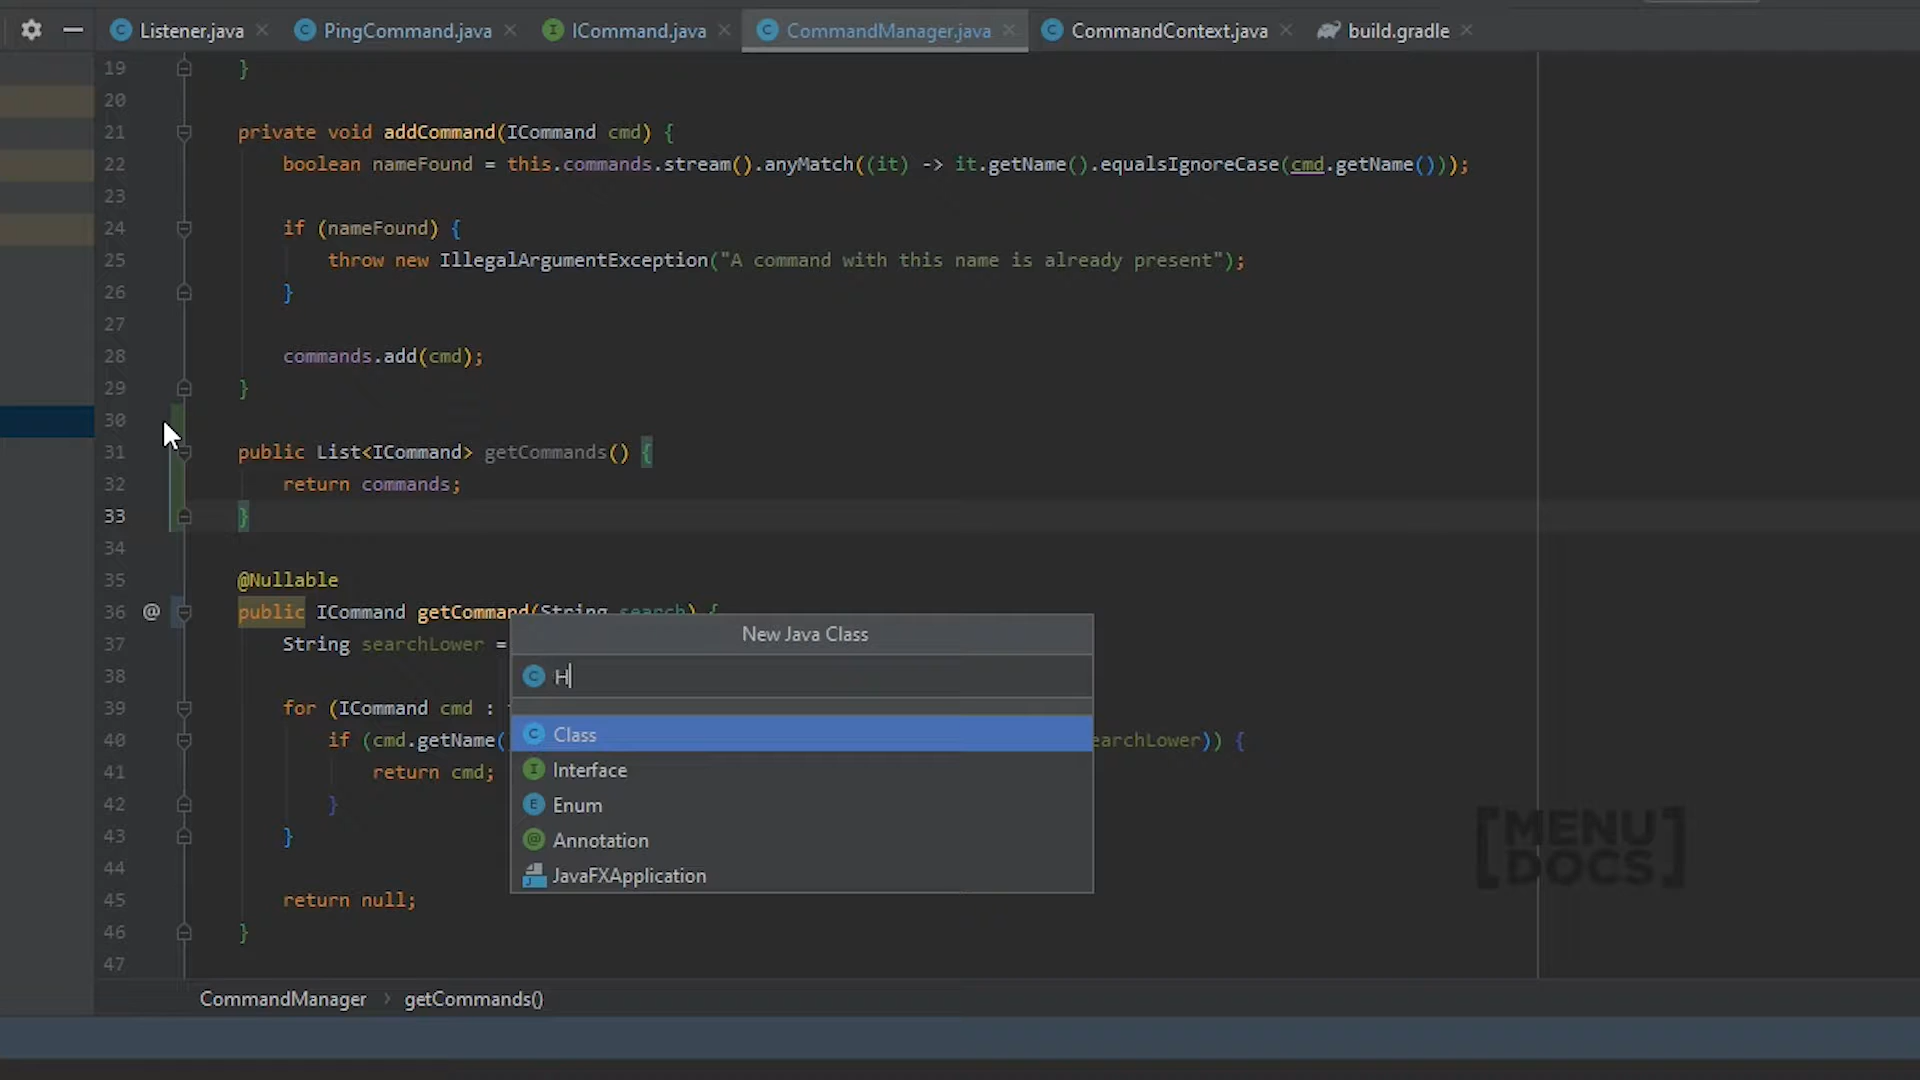 Listener.java PingCommand.java ICommand.java CommandManager.java CommandContext.java build.gradle
19 }
20
21 private void addCommand(ICommand cmd) {
22 boolean nameFound = this.commands.stream().anyMatch((it) -> it.getName().equalsIgnoreCase(cmd.getName()));
23
24 if (nameFound) {
25 throw new IllegalArgumentException("A command with this name is already present");
26 }
27
28 commands.add(cmd);
29 }
30
31 public List<ICommand> getCommands() {
32 return commands;
33 }
34
35 @Nullable
36 @ public ICommand getCommand(String search) {
New Java Class
37 String searchLower =
H
38
39 for (ICommand cmd :
Class
40 if (cmd.getName( earchLower)) {
Interface
41 return cmd;
Enum
42 }
43 }
Annotation
44
JavaFXApplication
45 return null;
46 }
47
[MENU
DOCS]
CommandManager › getCommands()